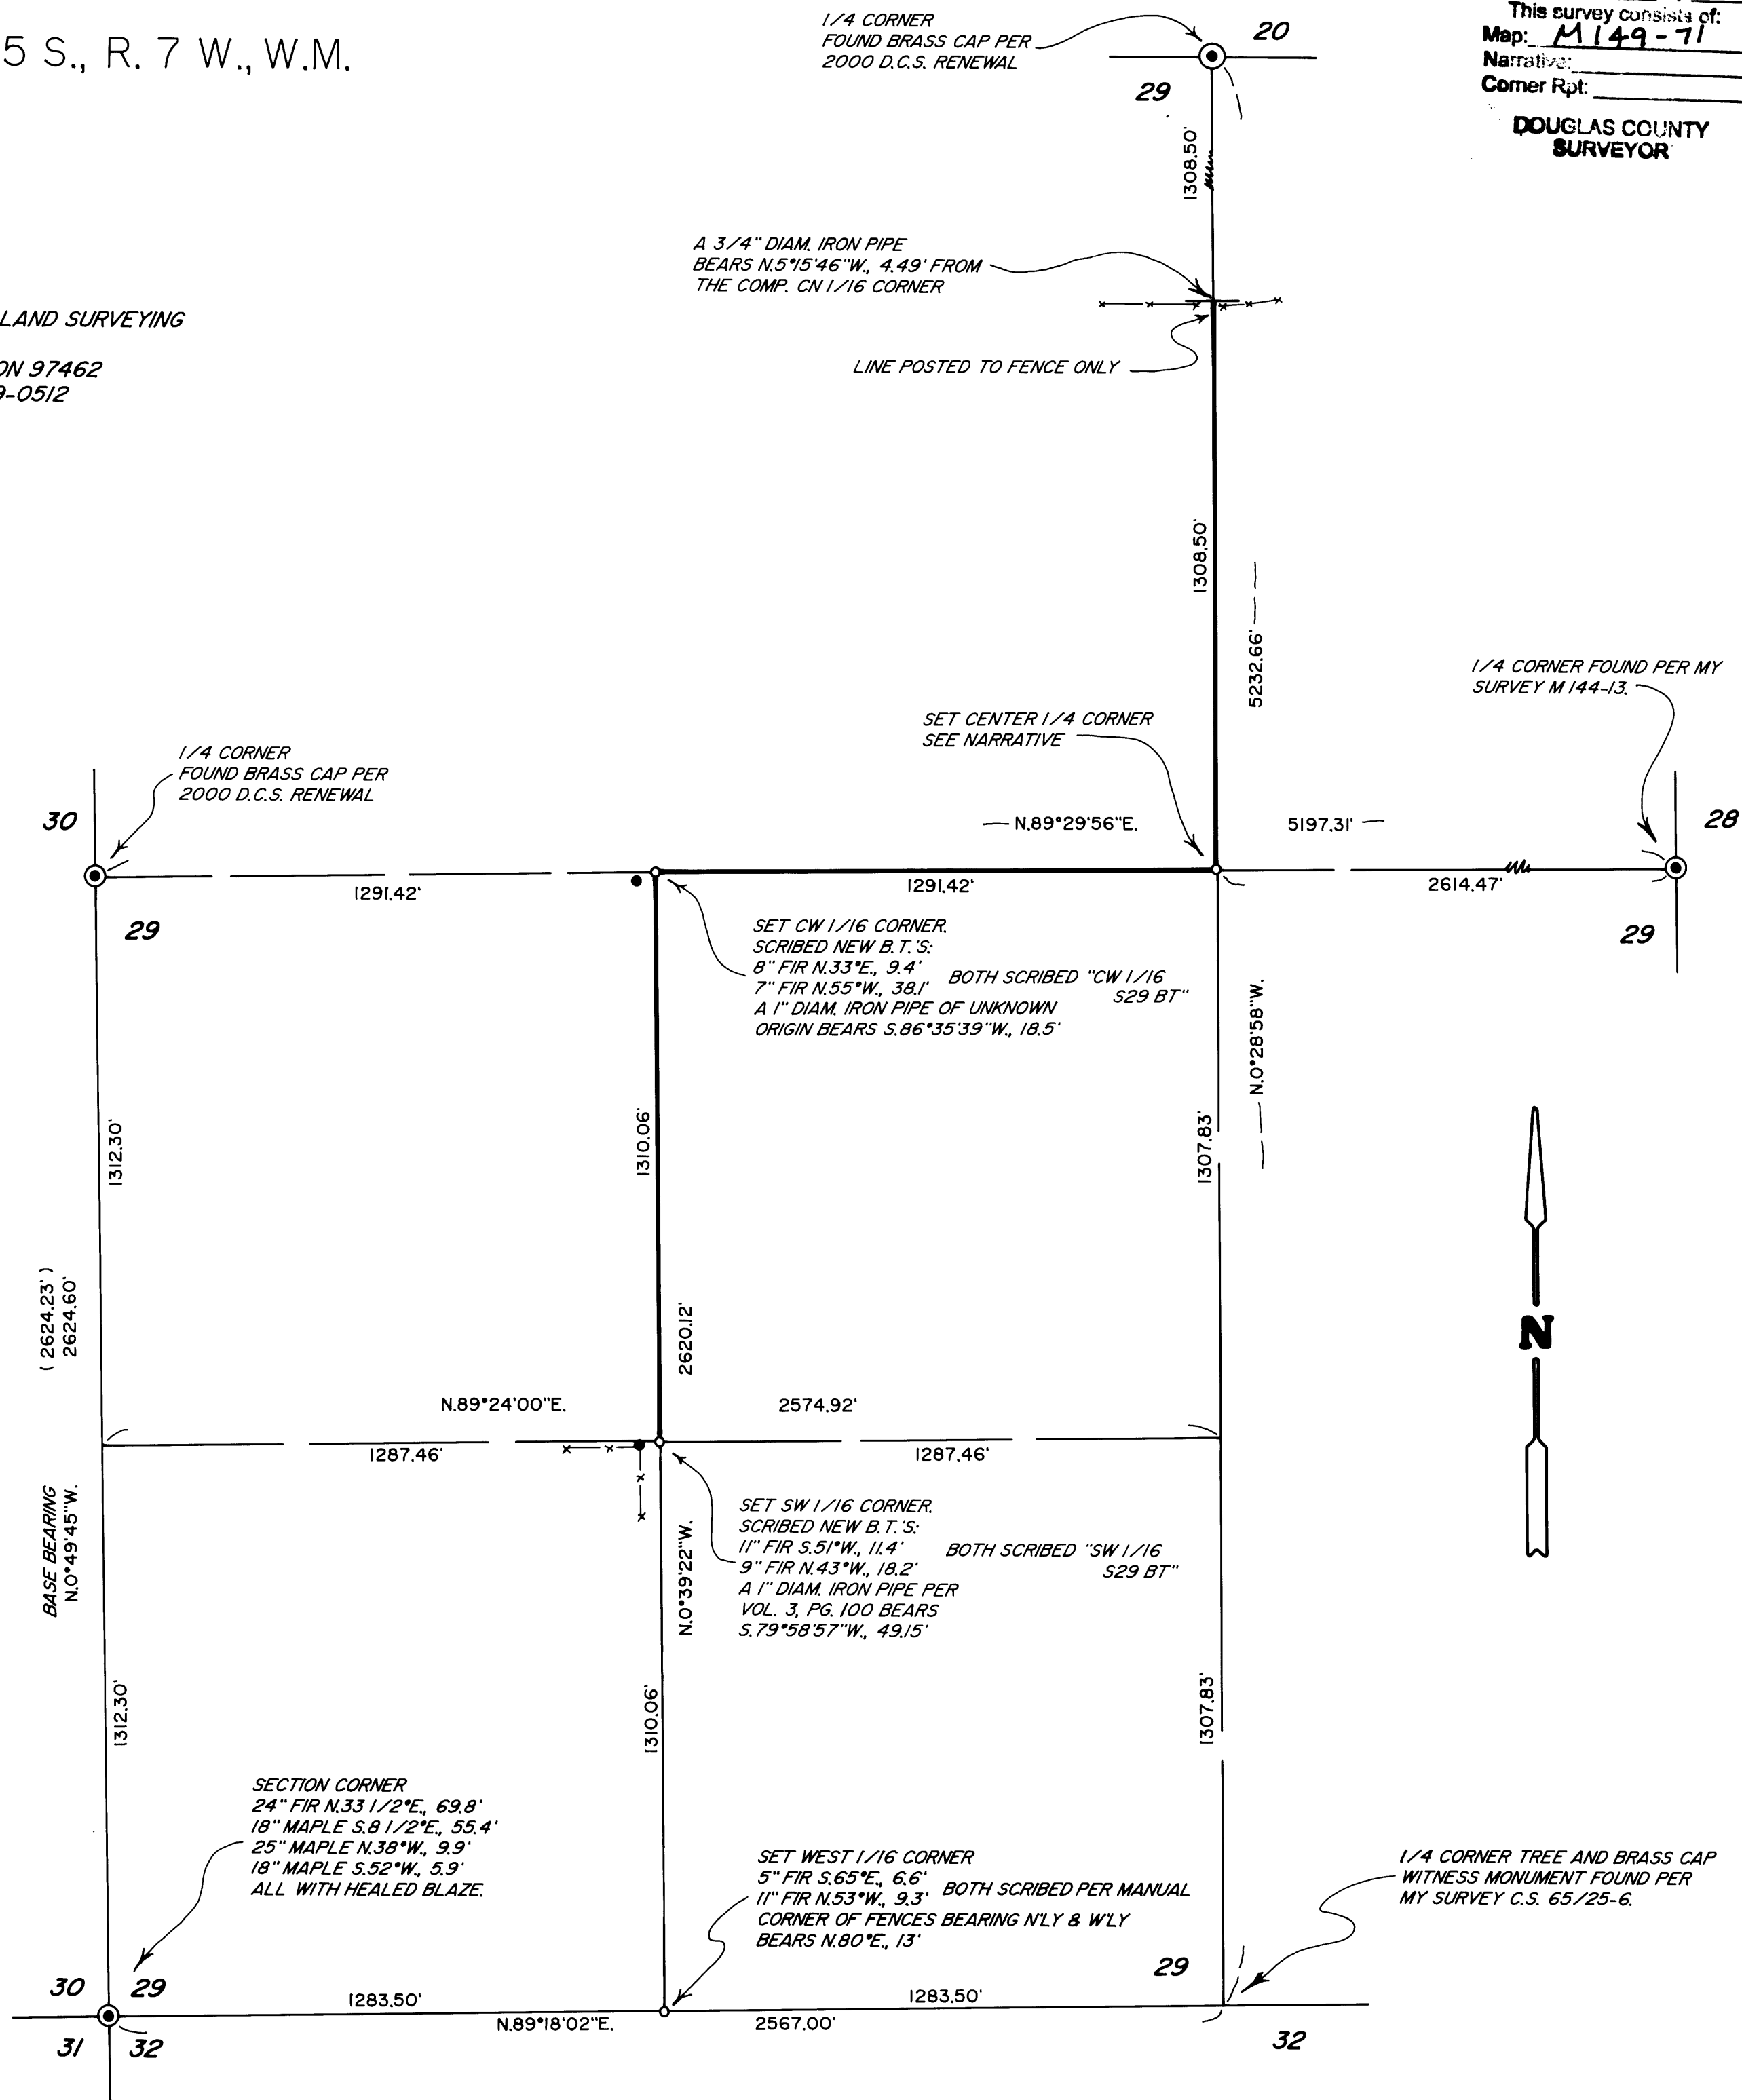 5 S., R. 7 W., W.M.
This survey consists of:
Map: M149-71
Narrative:
Corner Rpt:
DOUGLAS COUNTY
SURVEYOR
1/4 CORNER
FOUND BRASS CAP PER
2000 D.C.S. RENEWAL
20
29
1308.50'
A 3/4" DIAM. IRON PIPE
BEARS N.5°15'46"W., 4.49' FROM
THE COMP. CN 1/16 CORNER
LAND SURVEYING
ON 97462
9-0512
LINE POSTED TO FENCE ONLY
1308.50'
5232.66'
1/4 CORNER FOUND PER MY
SURVEY M 144-13.
SET CENTER 1/4 CORNER
SEE NARRATIVE
1/4 CORNER
FOUND BRASS CAP PER
2000 D.C.S. RENEWAL
30
N.89°29'56"E.
5197.31'
28
1291.42'
1291.42'
2614.47'
29
29
SET CW 1/16 CORNER.
SCRIBED NEW B.T.'S:
8" FIR N.33°E., 9.4'
7" FIR N.55°W., 38.1'
BOTH SCRIBED "CW 1/16
S29 BT"
A 1" DIAM. IRON PIPE OF UNKNOWN
ORIGIN BEARS S.86°35'39"W., 18.5'
N.0°28'58"W.
1312.30'
1310.06'
1307.83'
(2624.23')
2624.60'
2620.12'
N
N.89°24'00"E.
2574.92'
1287.46'
1287.46'
BASE BEARING
N.0°49'45"W.
SET SW 1/16 CORNER.
SCRIBED NEW B.T.'S:
11" FIR S.51°W., 11.4'
9" FIR N.43°W., 18.2'
BOTH SCRIBED "SW 1/16
S29 BT"
A 1" DIAM. IRON PIPE PER
VOL. 3, PG. 100 BEARS
S.79°58'57"W., 49.15'
N.0°39'22"W.
1312.30'
1310.06'
1307.83'
SECTION CORNER
24" FIR N.33 1/2°E., 69.8'
18" MAPLE S.8 1/2°E., 55.4'
25" MAPLE N.38°W., 9.9'
18" MAPLE S.52°W., 5.9'
ALL WITH HEALED BLAZE.
SET WEST 1/16 CORNER
5" FIR S.65°E., 6.6'
11" FIR N.53°W., 9.3'
BOTH SCRIBED PER MANUAL
CORNER OF FENCES BEARING N'LY & W'LY
BEARS N.80°E., 13'
1/4 CORNER TREE AND BRASS CAP
WITNESS MONUMENT FOUND PER
MY SURVEY C.S. 65/25-6.
30 29
29
1283.50'
1283.50'
N.89°18'02"E.
2567.00'
31 32
32